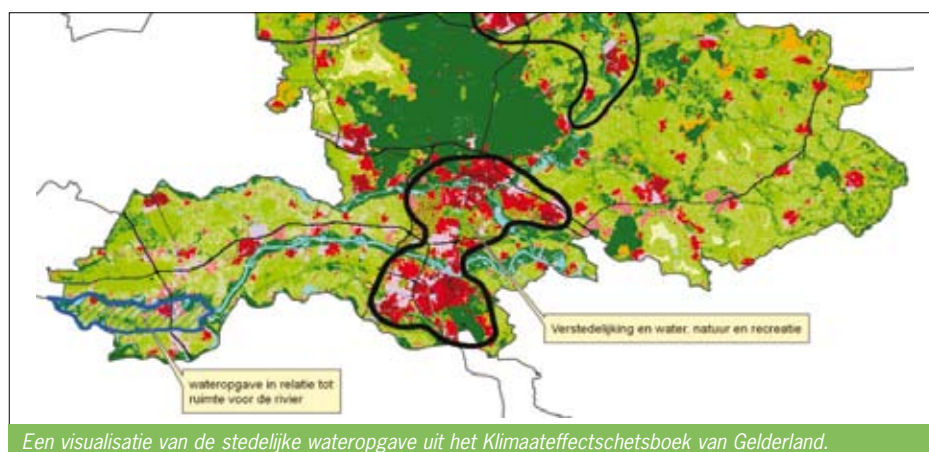 Verstedelijking en water, natuur en recreatie
wateropgave in relatie tot
ruimte voor de rivier
Een visualisatie van de stedelijke wateropgave uit het Klimaateffectschetsboek van Gelderland.